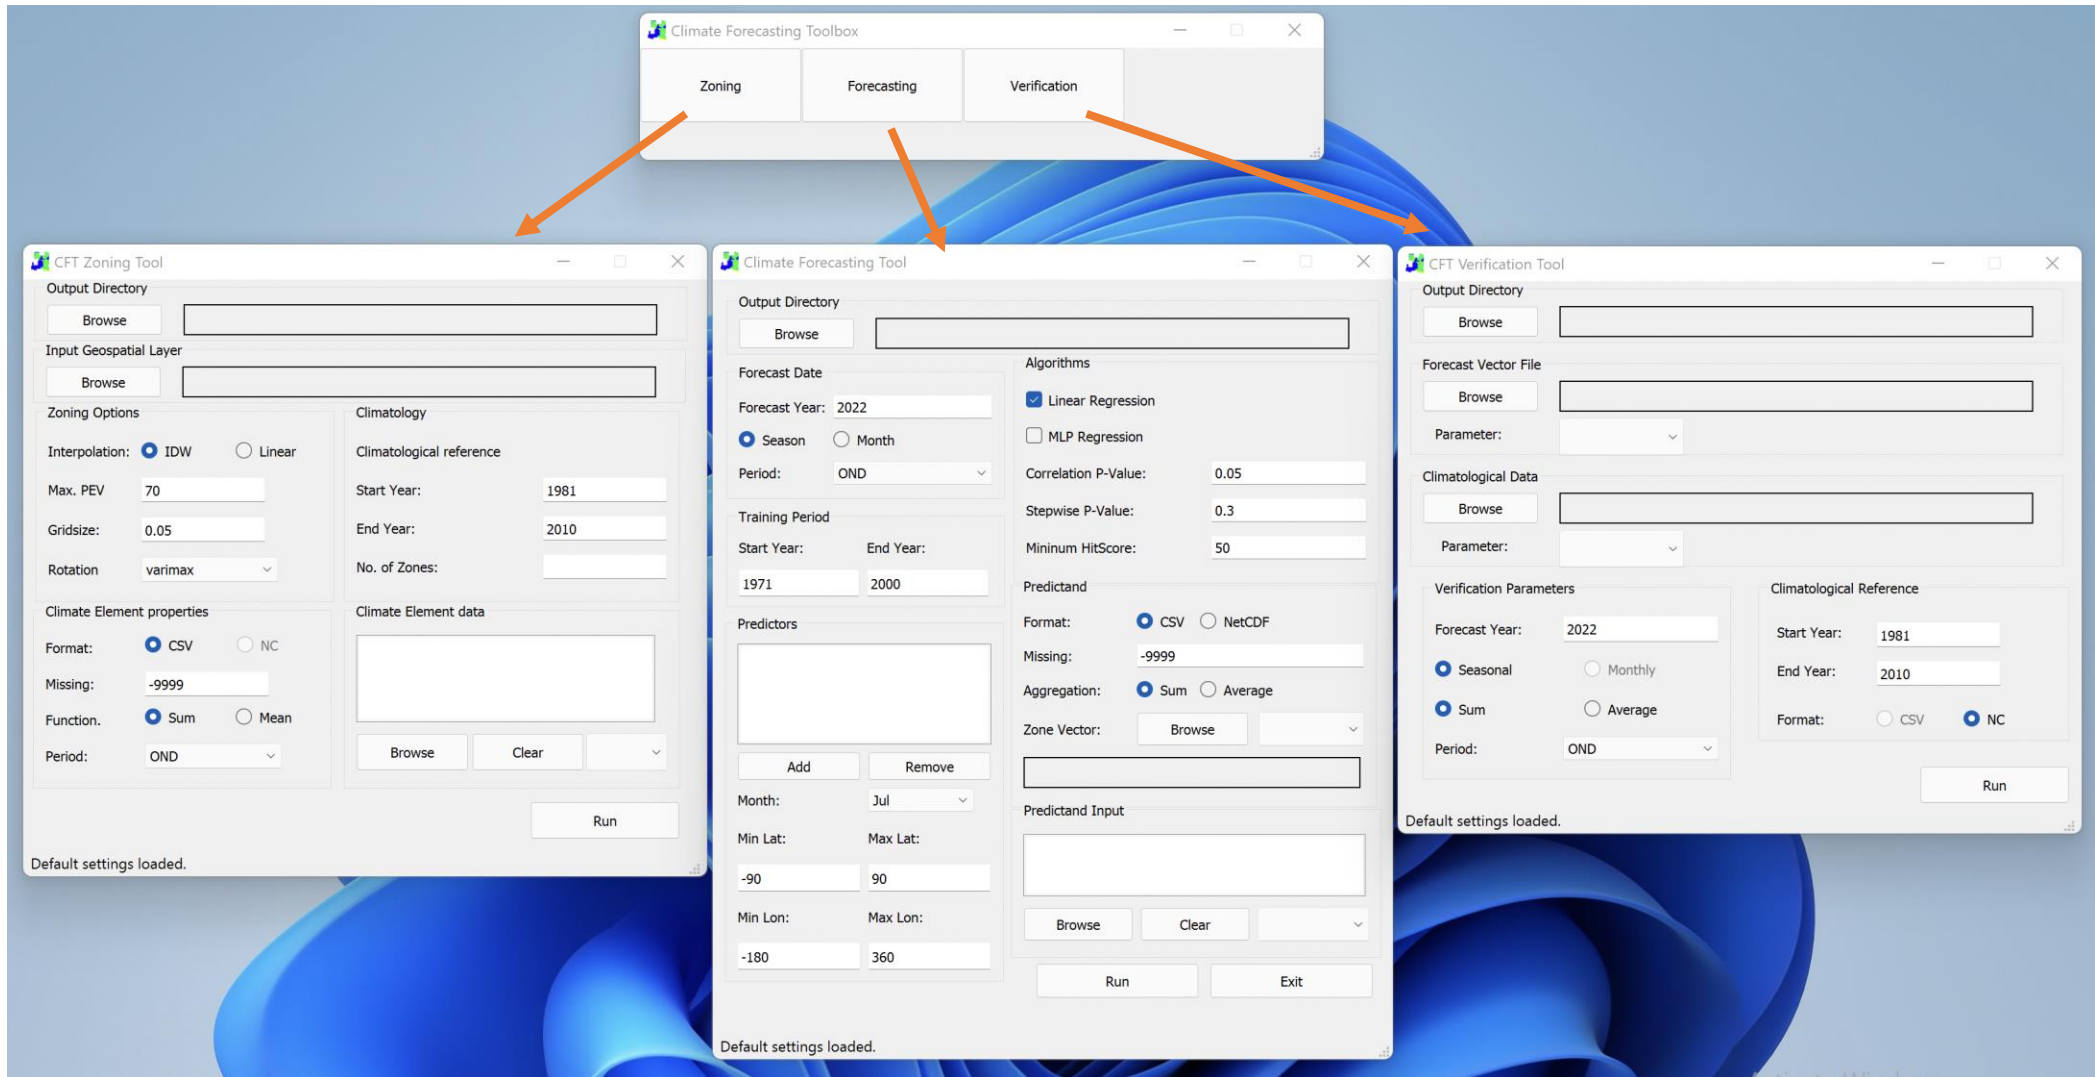 Climate Forecasting Toolbox
Zoning Forecasting Verification
CFT Zoning Tool
Output Directory
Browse
Input Geospatial Layer
Browse
Zoning Options
Interpolation: IDW Linear
Max. PEV 70
Gridsize: 0.05
Rotation varimax
Climatology
Climatological reference
Start Year: 1981
End Year: 2010
No. of Zones:
Climate Element properties
Format: CSV NC
Missing: -9999
Function. Sum Mean
Period: OND
Climate Element data
Browse Clear
Run
Default settings loaded.
Climate Forecasting Tool
Output Directory
Browse
Forecast Date
Forecast Year: 2022
Season Month
Period: OND
Training Period
Start Year: End Year:
1971 2000
Predictors
Add Remove
Month: Jul
Min Lat: Max Lat:
-90 90
Min Lon: Max Lon:
-180 360
Algorithms
Linear Regression
MLP Regression
Correlation P-Value: 0.05
Stepwise P-Value: 0.3
Mininum HitScore: 50
Predictand
Format: CSV NetCDF
Missing: -9999
Aggregation: Sum Average
Zone Vector: Browse
Predictand Input
Browse Clear
Run Exit
Default settings loaded.
CFT Verification Tool
Output Directory
Browse
Forecast Vector File
Browse
Parameter:
Climatological Data
Browse
Parameter:
Verification Parameters
Forecast Year: 2022
Seasonal Monthly
Sum Average
Period: OND
Climatological Reference
Start Year: 1981
End Year: 2010
Format: CSV NC
Run
Default settings loaded.